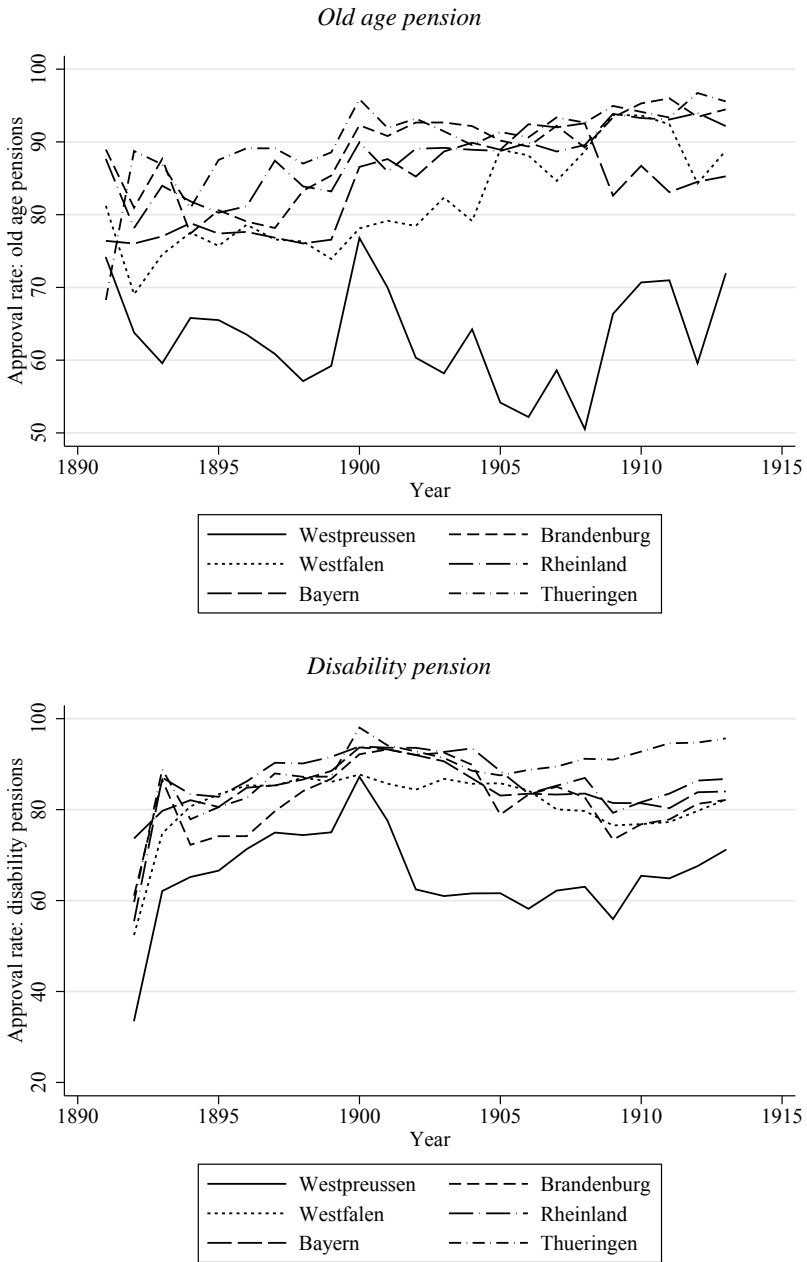 Old age pension
100
90
80
70
60
50
Approval rate: old age pensions
1890 1895 1900 1905 1910 1915
Year
Westpreussen Brandenburg
Westfalen Rheinland
Bayern Thueringen
Disability pension
100
80
60
40
20
Approval rate: disability pensions
1890 1895 1900 1905 1910 1915
Year
Westpreussen Brandenburg
Westfalen Rheinland
Bayern Thueringen